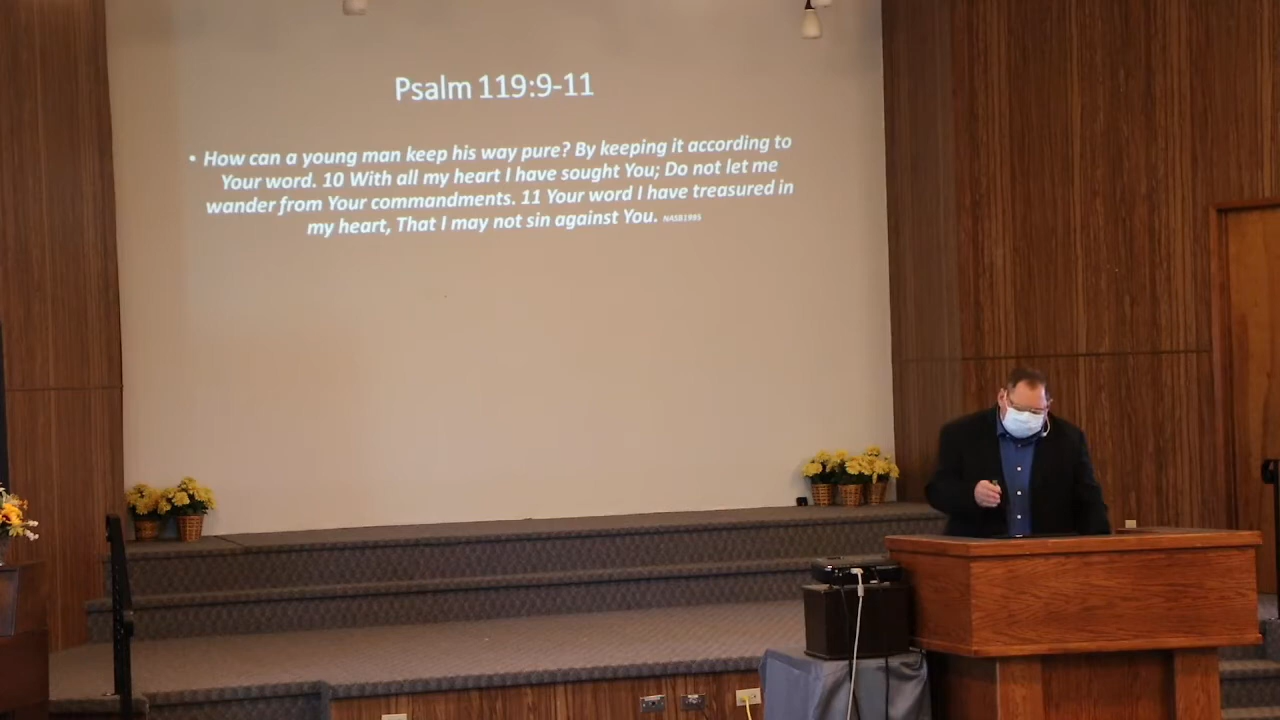 Psalm 119:9-11
• How can a young man keep his way pure? By keeping it according to
Your word. 10 With all my heart I have sought You; Do not let me
wander from Your commandments. 11 Your word I have treasured in
my heart, That I may not sin against You. NASB1995